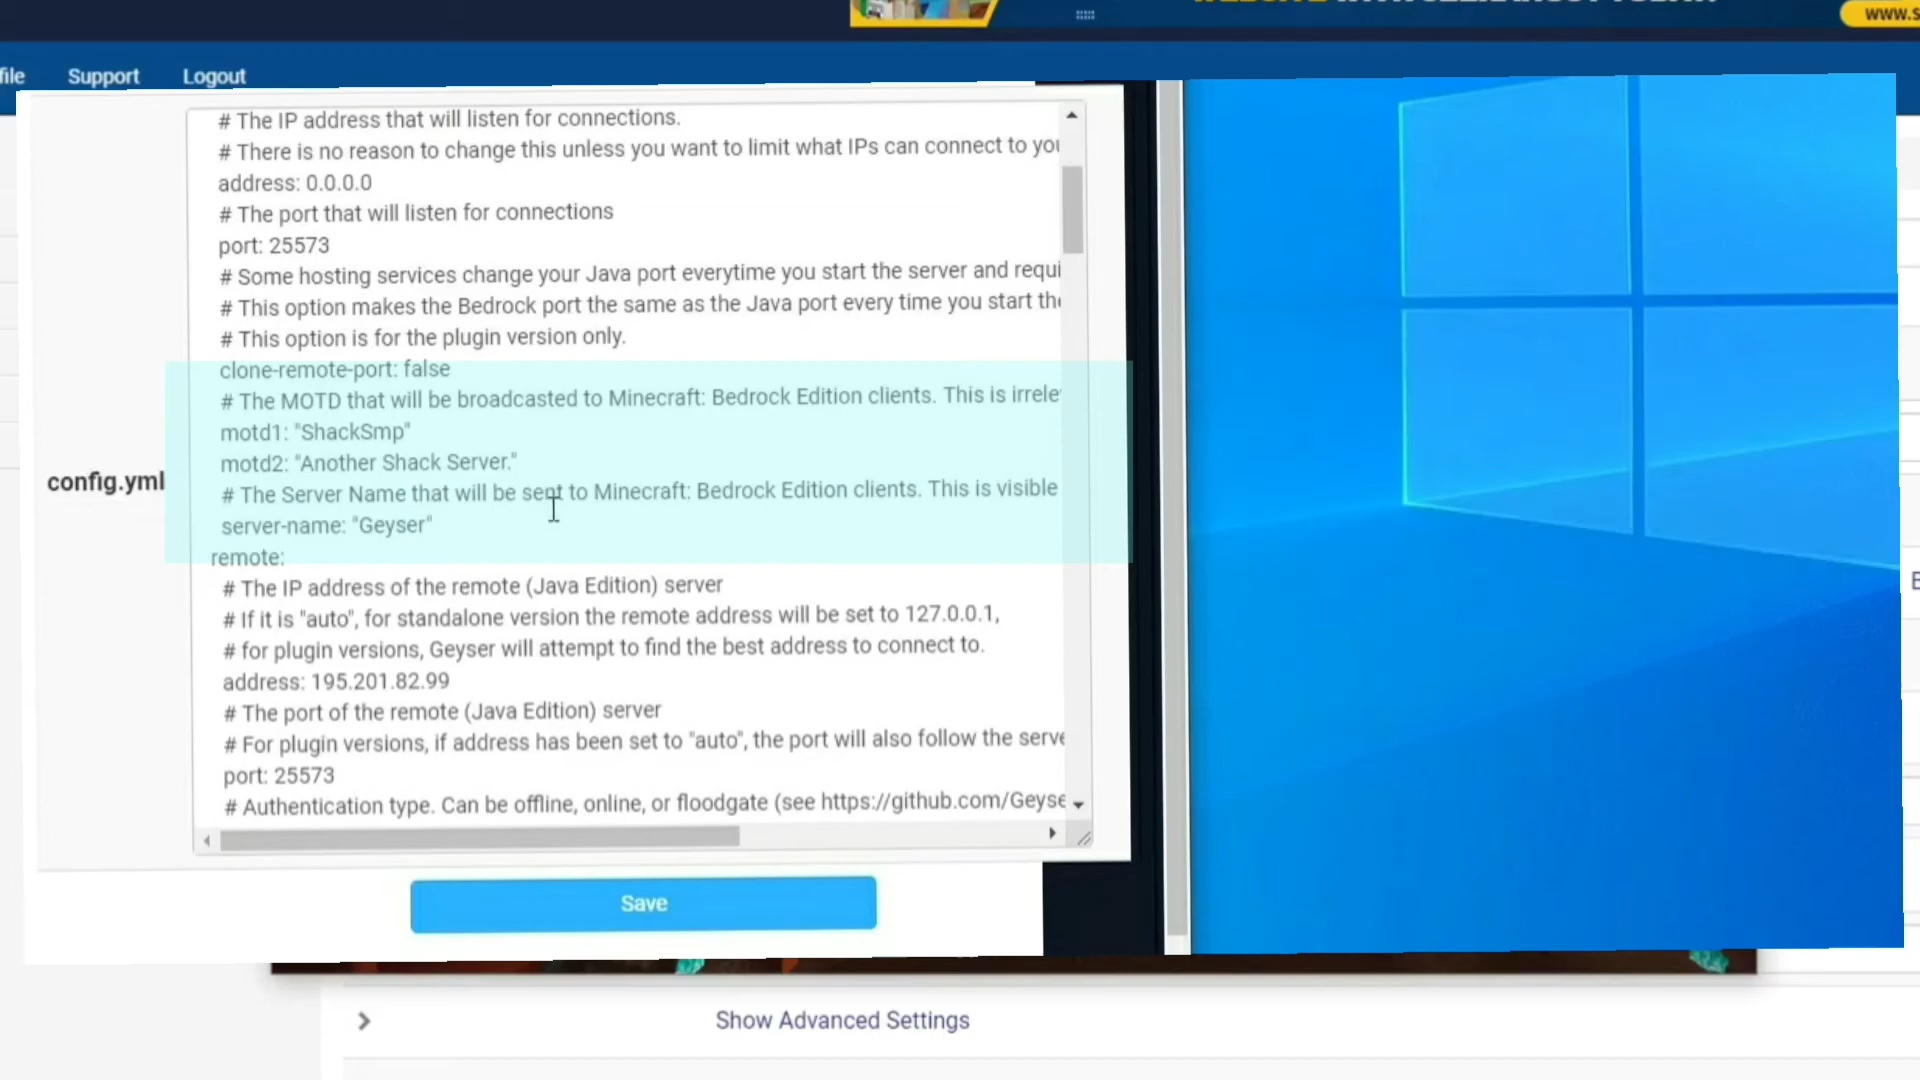 www.s
file
Support
Logout
# The IP address that will listen for connections.
# There is no reason to change this unless you want to limit what IPs can connect to you
address: 0.0.0.0
# The port that will listen for connections
port: 25573
# Some hosting services change your Java port everytime you start the server and requi
# This option makes the Bedrock port the same as the Java port every time you start the
# This option is for the plugin version only.
clone-remote-port: false
# The MOTD that will be broadcasted to Minecraft: Bedrock Edition clients. This is irrele
motd1: "ShackSmp"
motd2: "Another Shack Server."
config.yml
# The Server Name that will be sent to Minecraft: Bedrock Edition clients. This is visible
server-name: "Geyser"
remote:
# The IP address of the remote (Java Edition) server
# If it is "auto", for standalone version the remote address will be set to 127.0.0.1,
# for plugin versions, Geyser will attempt to find the best address to connect to.
address: 195.201.82.99
# The port of the remote (Java Edition) server
# For plugin versions, if address has been set to "auto", the port will also follow the serve
port: 25573
# Authentication type. Can be offline, online, or floodgate (see https://github.com/Geyse
Save
Show Advanced Settings